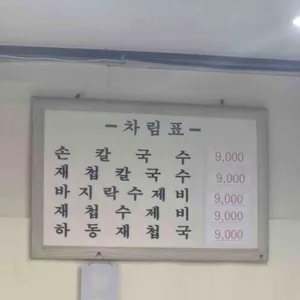 - 차림표 -
손칼국수 9,000
재첩칼국수 9,000
바지락수제비 9,000
재첩수제비 9,000
하동재첩국 9,000